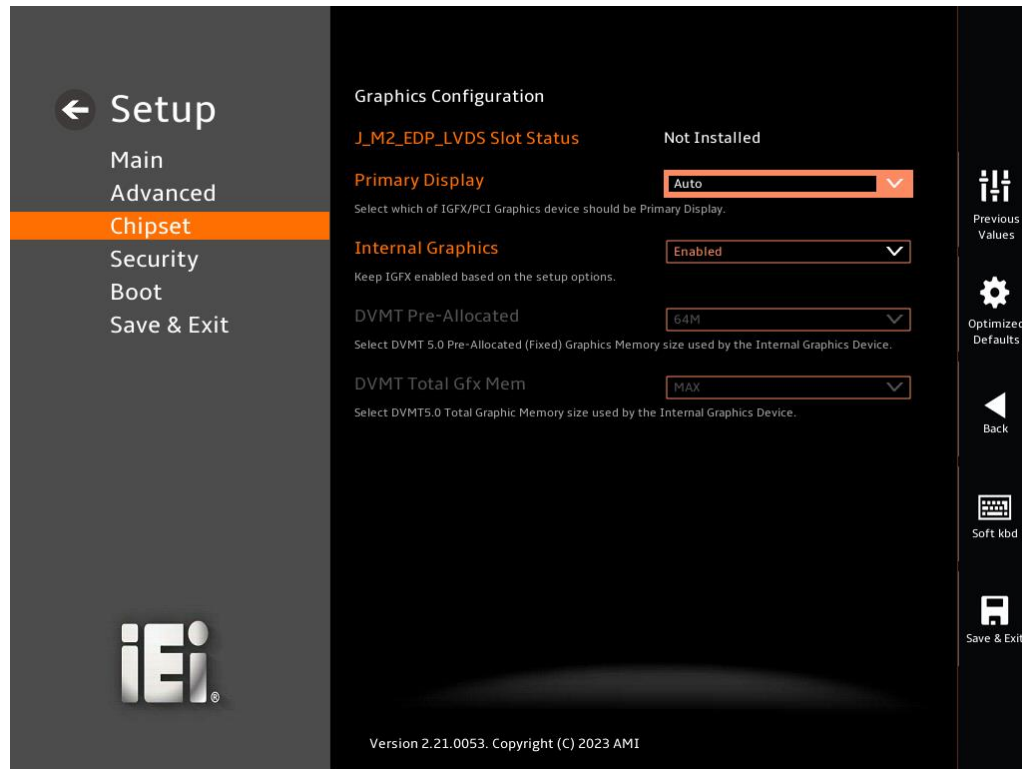 Setup
Main
Advanced
Chipset
Security
Boot
Save & Exit
iEi®
Graphics Configuration
J_M2_EDP_LVDS Slot Status Not Installed
Primary Display Auto
Select which of IGFX/PCI Graphics device should be Primary Display.
Internal Graphics Enabled
Keep IGFX enabled based on the setup options.
DVMT Pre-Allocated 64M
Select DVMT 5.0 Pre-Allocated (Fixed) Graphics Memory size used by the Internal Graphics Device.
DVMT Total Gfx Mem MAX
Select DVMT5.0 Total Graphic Memory size used by the Internal Graphics Device.
Version 2.21.0053. Copyright (C) 2023 AMI
Previous
Values
Optimized
Defaults
Back
Soft kbd
Save & Exit